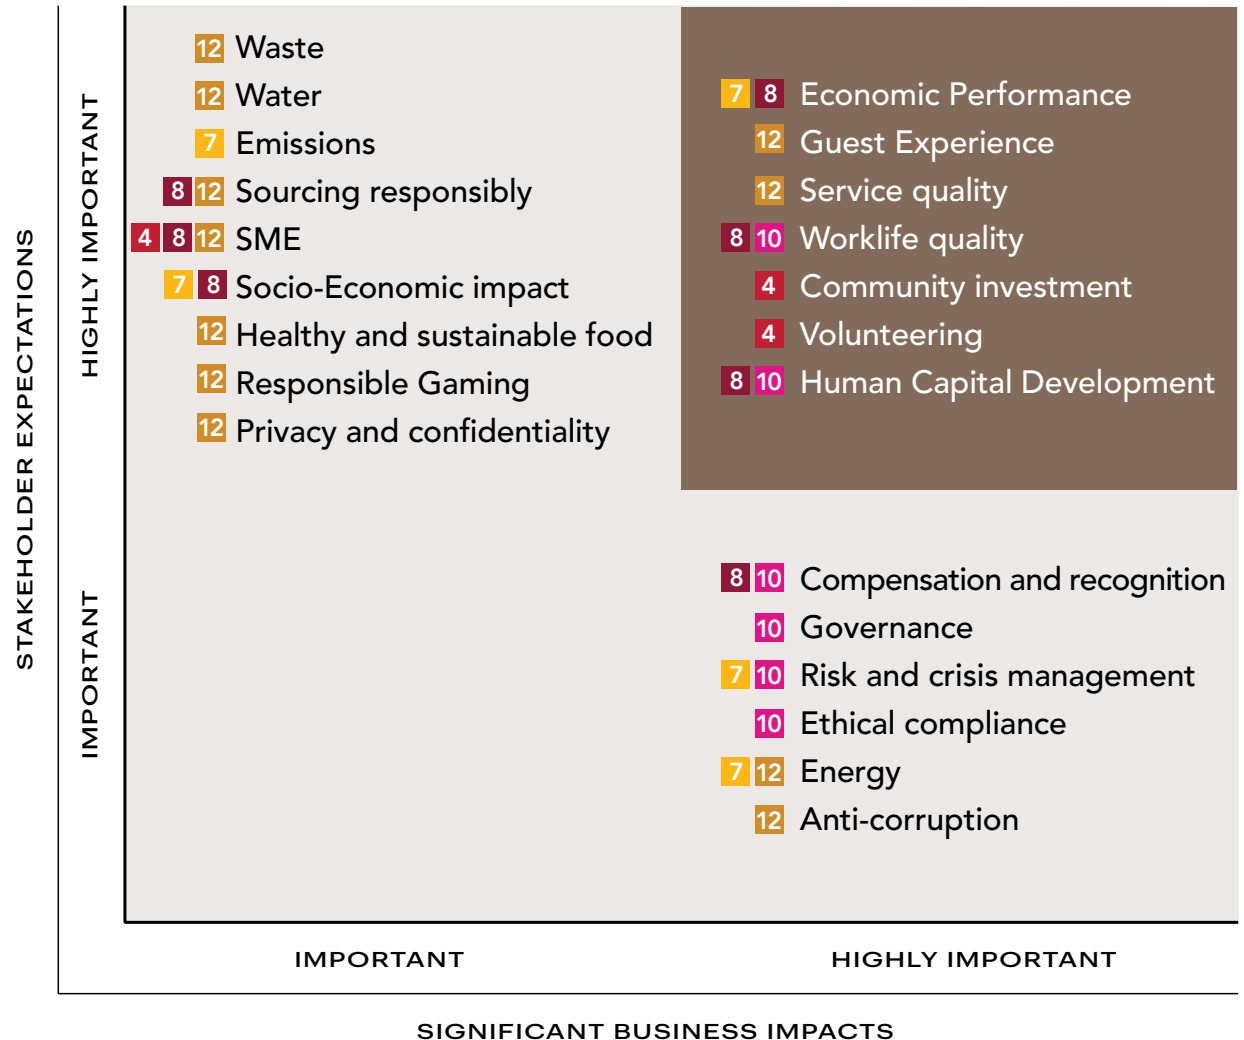 STAKEHOLDER EXPECTATIONS
HIGHLY IMPORTANT
IMPORTANT
12 Waste
12 Water
7 Emissions
8 12 Sourcing responsibly
4 8 12 SME
7 8 Socio-Economic impact
12 Healthy and sustainable food
12 Responsible Gaming
12 Privacy and confidentiality
7 8 Economic Performance
12 Guest Experience
12 Service quality
8 10 Worklife quality
4 Community investment
4 Volunteering
8 10 Human Capital Development
8 10 Compensation and recognition
10 Governance
7 10 Risk and crisis management
10 Ethical compliance
7 12 Energy
12 Anti-corruption
IMPORTANT
HIGHLY IMPORTANT
SIGNIFICANT BUSINESS IMPACTS